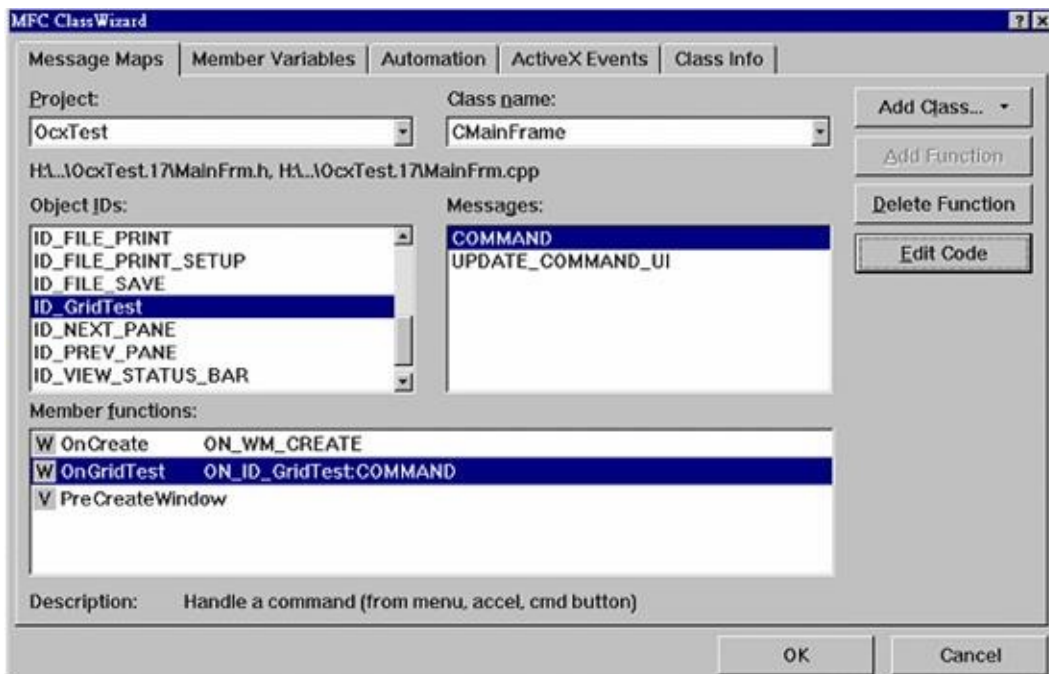 MFC ClassWizard
Message Maps Member Variables Automation ActiveX Events Class Info
Project:
OcxTest
Class name:
CMainFrame
Add Class...
Add Function
Delete Function
Edit Code
H:\...\OcxTest.17\MainFrm.h, H:\...\OcxTest.17\MainFrm.cpp
Object IDs:
ID_FILE_PRINT
ID_FILE_PRINT_SETUP
ID_FILE_SAVE
ID_GridTest
ID_NEXT_PANE
ID_PREV_PANE
ID_VIEW_STATUS_BAR
Messages:
COMMAND
UPDATE_COMMAND_UI
Member functions:
W OnCreate ON_WM_CREATE
W OnGridTest ON_ID_GridTest:COMMAND
V PreCreateWindow
Description: Handle a command (from menu, accel, cmd button)
OK Cancel